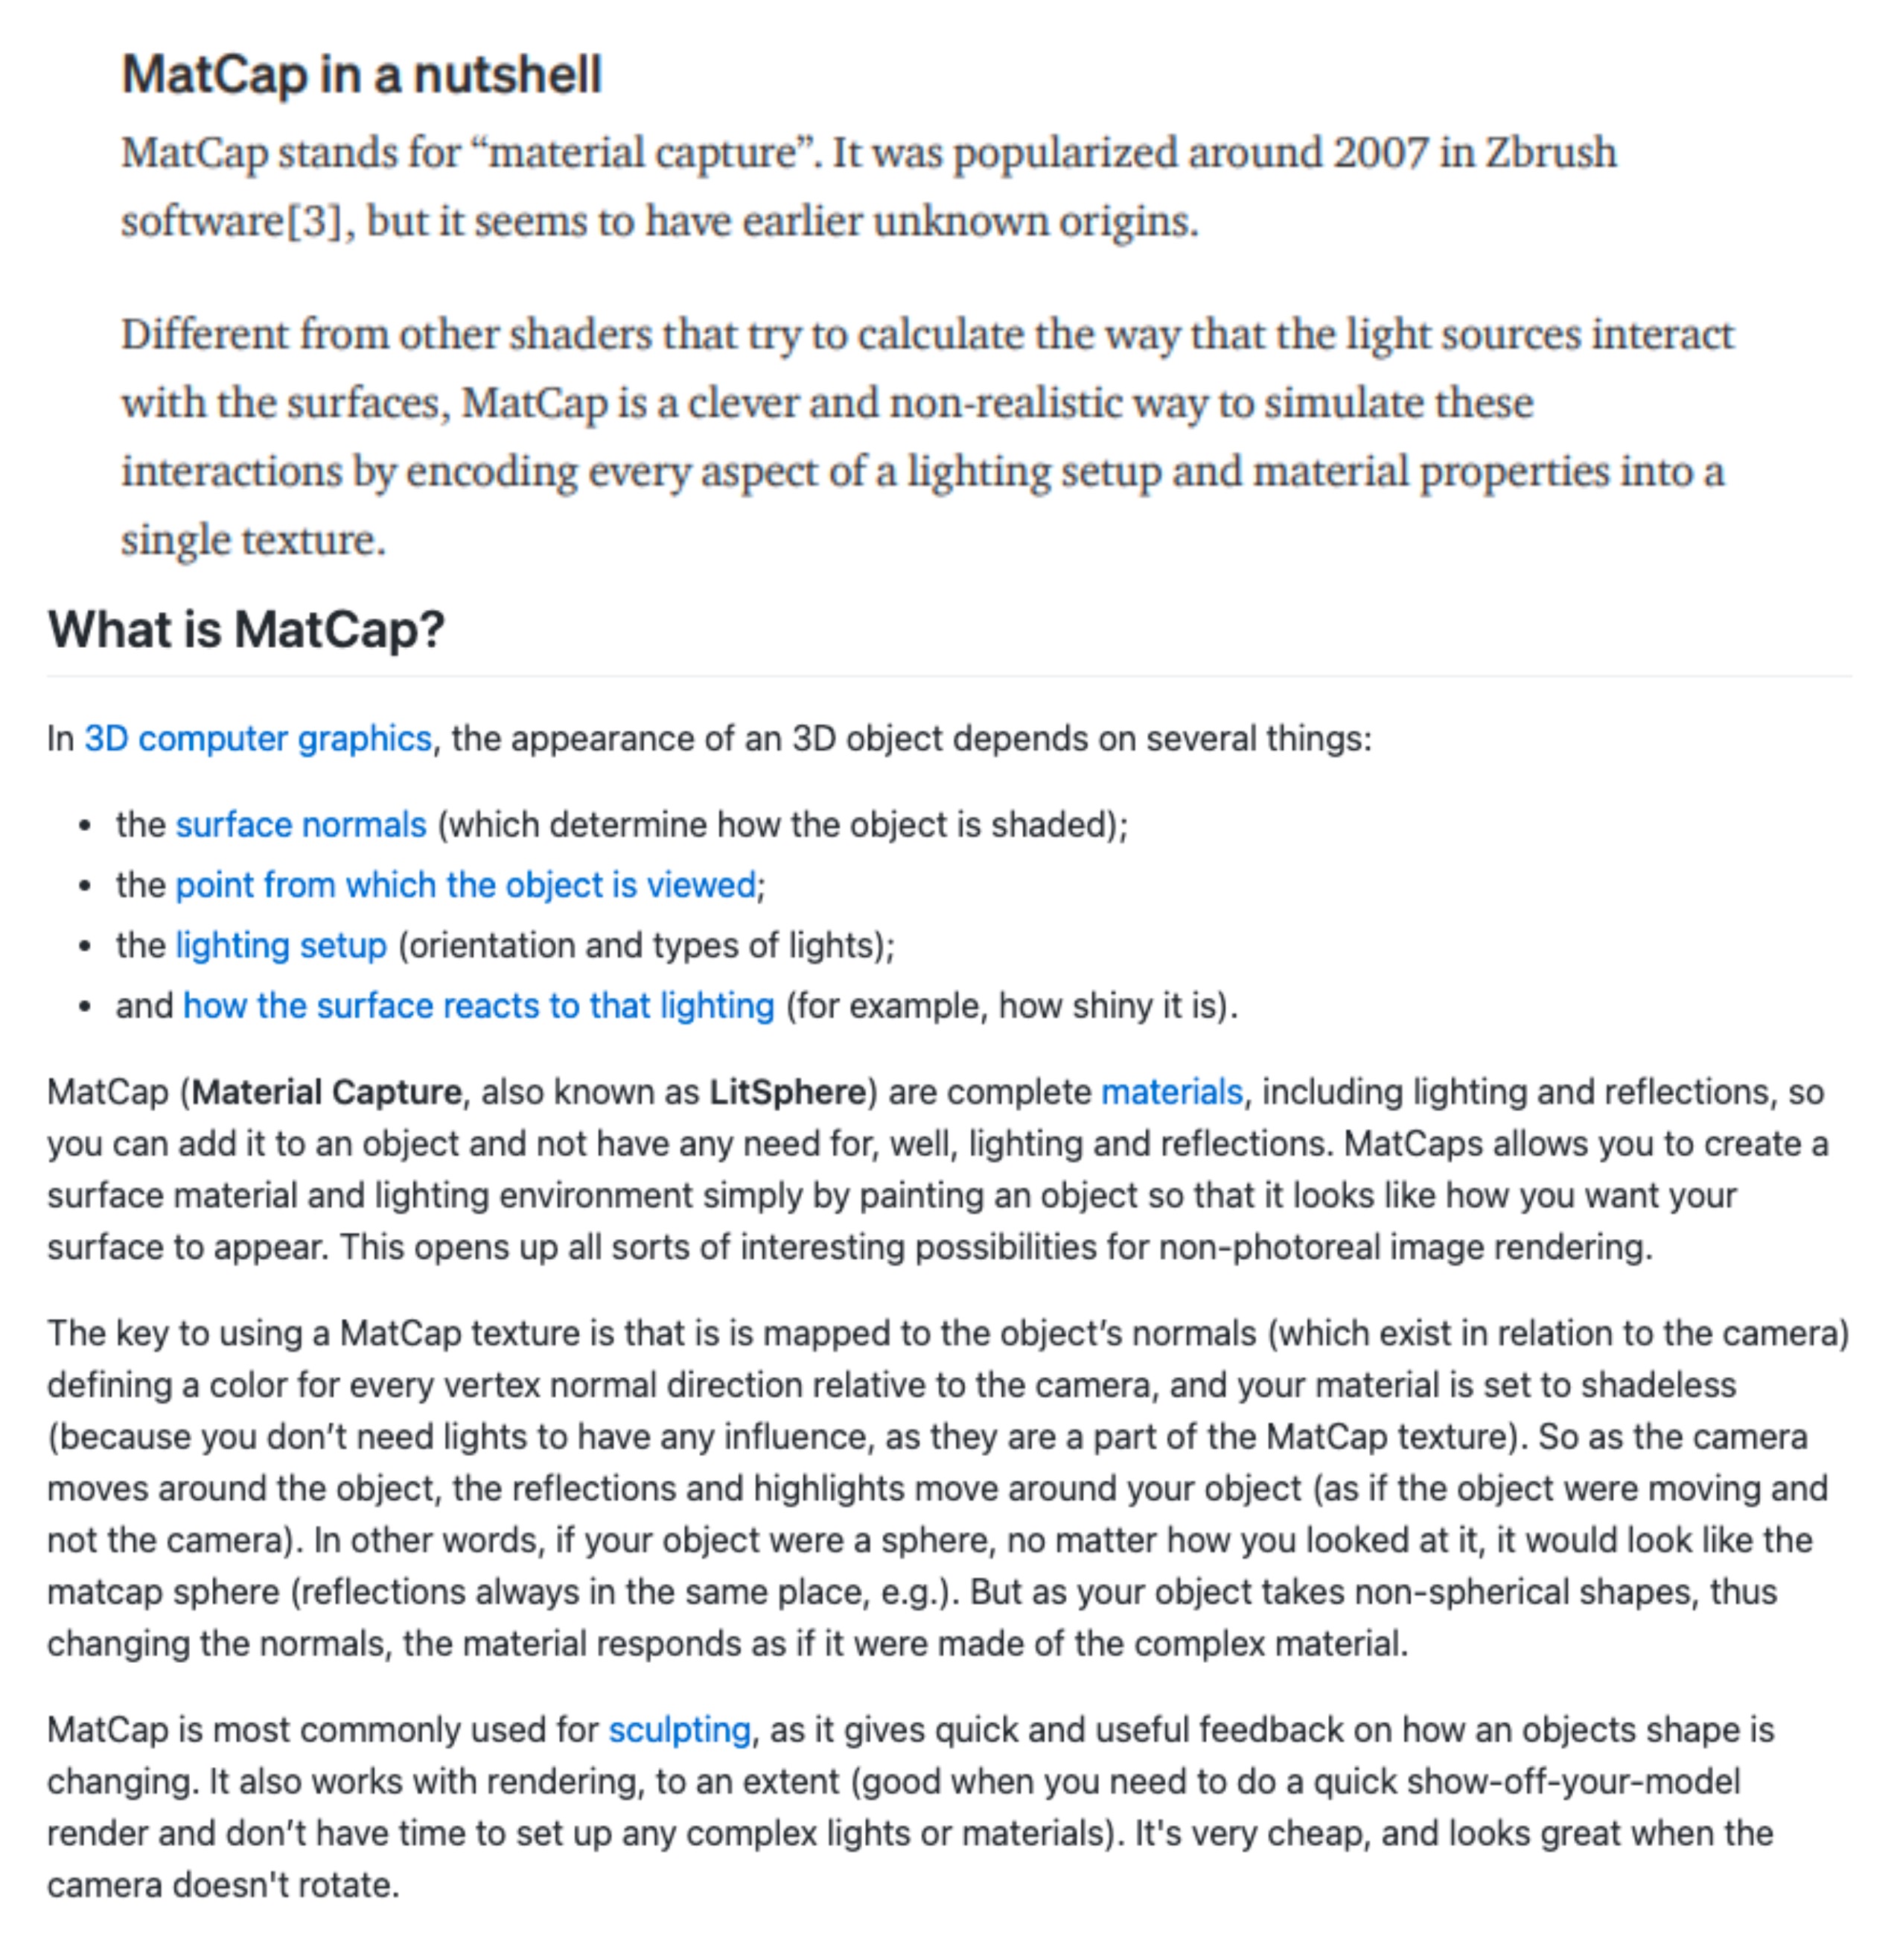 MatCap in a nutshell
MatCap stands for “material capture”. It was popularized around 2007 in Zbrush
software[3], but it seems to have earlier unknown origins.
Different from other shaders that try to calculate the way that the light sources interact
with the surfaces, MatCap is a clever and non-realistic way to simulate these
interactions by encoding every aspect of a lighting setup and material properties into a
single texture.
What is MatCap?
In 3D computer graphics, the appearance of an 3D object depends on several things:
• the surface normals (which determine how the object is shaded);
• the point from which the object is viewed;
• the lighting setup (orientation and types of lights);
• and how the surface reacts to that lighting (for example, how shiny it is).
MatCap (Material Capture, also known as LitSphere) are complete materials, including lighting and reflections, so
you can add it to an object and not have any need for, well, lighting and reflections. MatCaps allows you to create a
surface material and lighting environment simply by painting an object so that it looks like how you want your
surface to appear. This opens up all sorts of interesting possibilities for non-photoreal image rendering.
The key to using a MatCap texture is that is is mapped to the object’s normals (which exist in relation to the camera)
defining a color for every vertex normal direction relative to the camera, and your material is set to shadeless
(because you don’t need lights to have any influence, as they are a part of the MatCap texture). So as the camera
moves around the object, the reflections and highlights move around your object (as if the object were moving and
not the camera). In other words, if your object were a sphere, no matter how you looked at it, it would look like the
matcap sphere (reflections always in the same place, e.g.). But as your object takes non-spherical shapes, thus
changing the normals, the material responds as if it were made of the complex material.
MatCap is most commonly used for sculpting, as it gives quick and useful feedback on how an objects shape is
changing. It also works with rendering, to an extent (good when you need to do a quick show-off-your-model
render and don’t have time to set up any complex lights or materials). It's very cheap, and looks great when the
camera doesn't rotate.